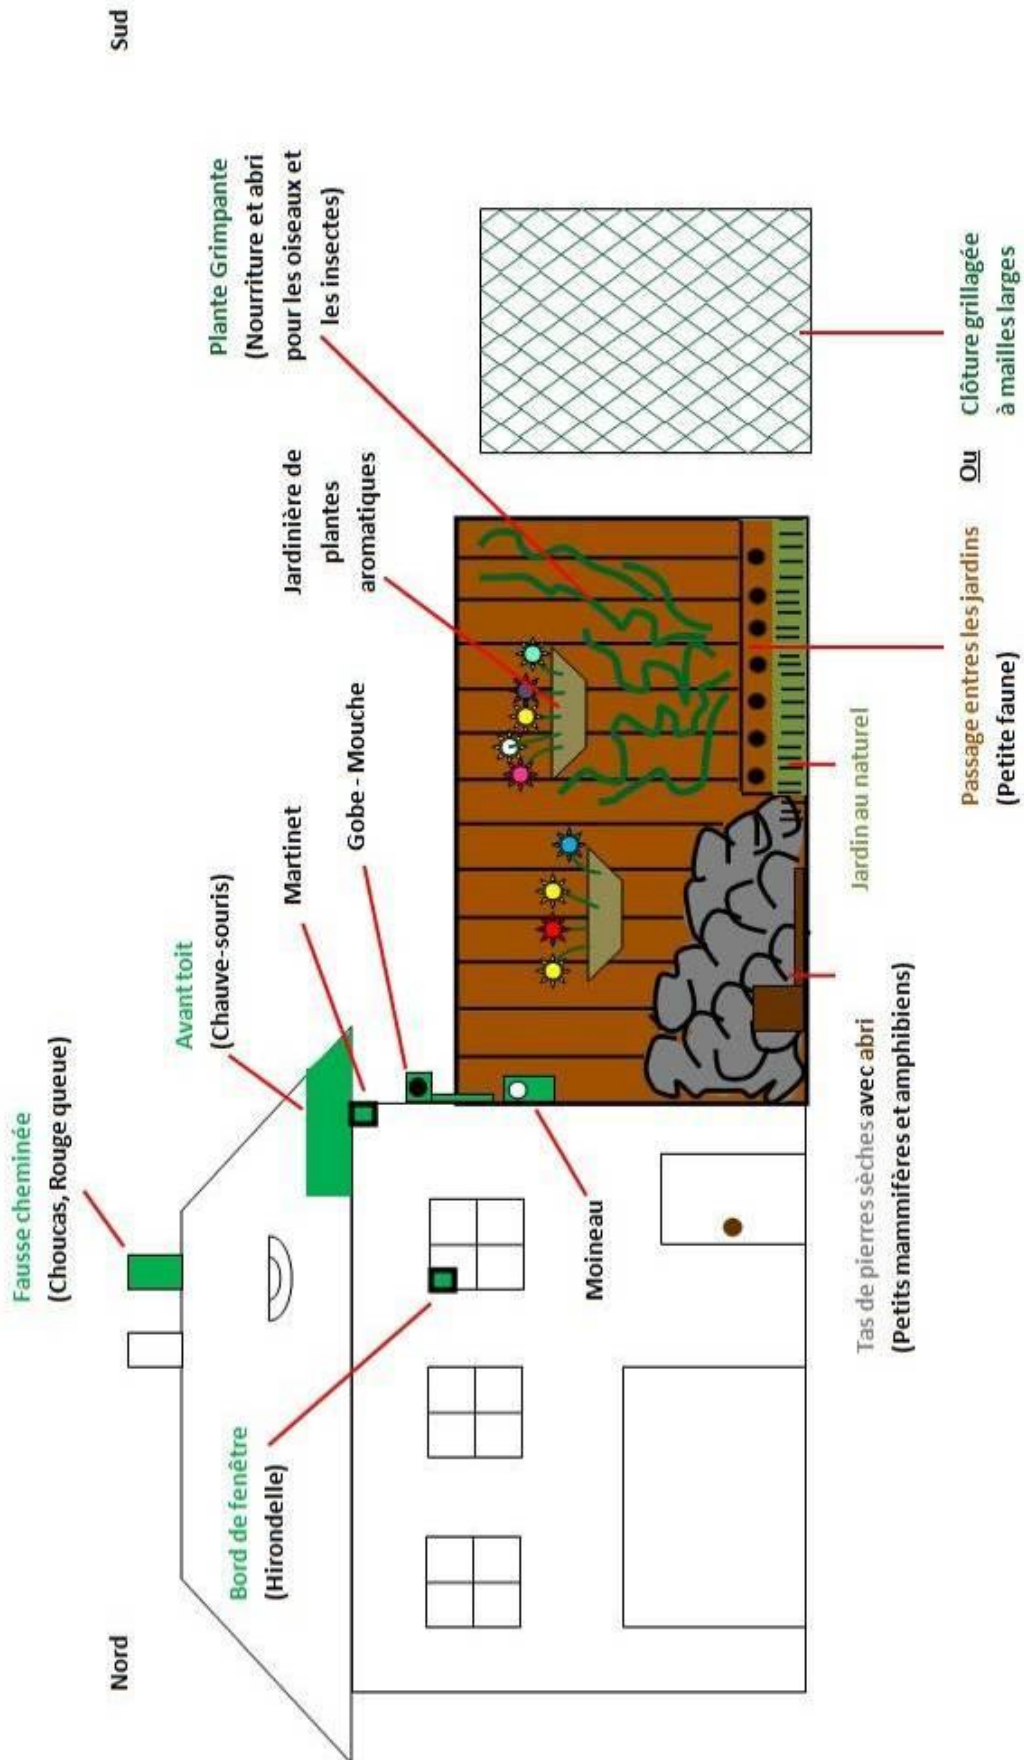 Nord
Sud
Fausse cheminée
(Choucas, Rouge queue)
Avant toit
(Chauve-souris)
Bord de fenêtre
(Hirondelle)
Martinet
Gobe - Mouche
Jardinière de
plantes
aromatiques
Plante Grimpante
(Nourriture et abri
pour les oiseaux et
les insectes)
Moineau
Tas de pierres sèches avec abri
(Petits mammifères et amphibiens)
Jardin au naturel
Passage entres les jardins
(Petite faune)
Ou
Clôture grillagée
à mailles larges